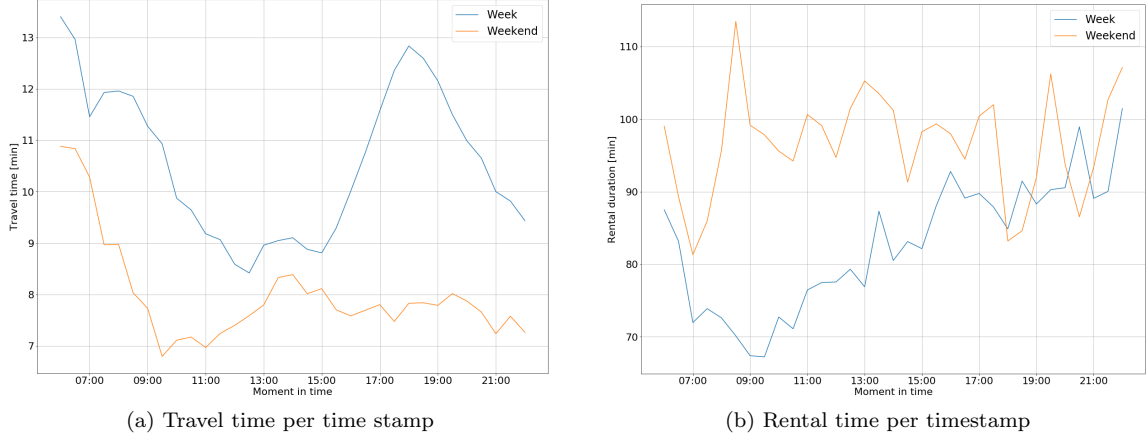 Week
Weekend
Travel time [min]
13
12
11
10
9
8
7
07:00 09:00 11:00 13:00 15:00 17:00 19:00 21:00
Moment in time
(a) Travel time per time stamp
Week
Weekend
Rental duration [min]
110
100
90
80
70
07:00 09:00 11:00 13:00 15:00 17:00 19:00 21:00
Moment in time
(b) Rental time per timestamp